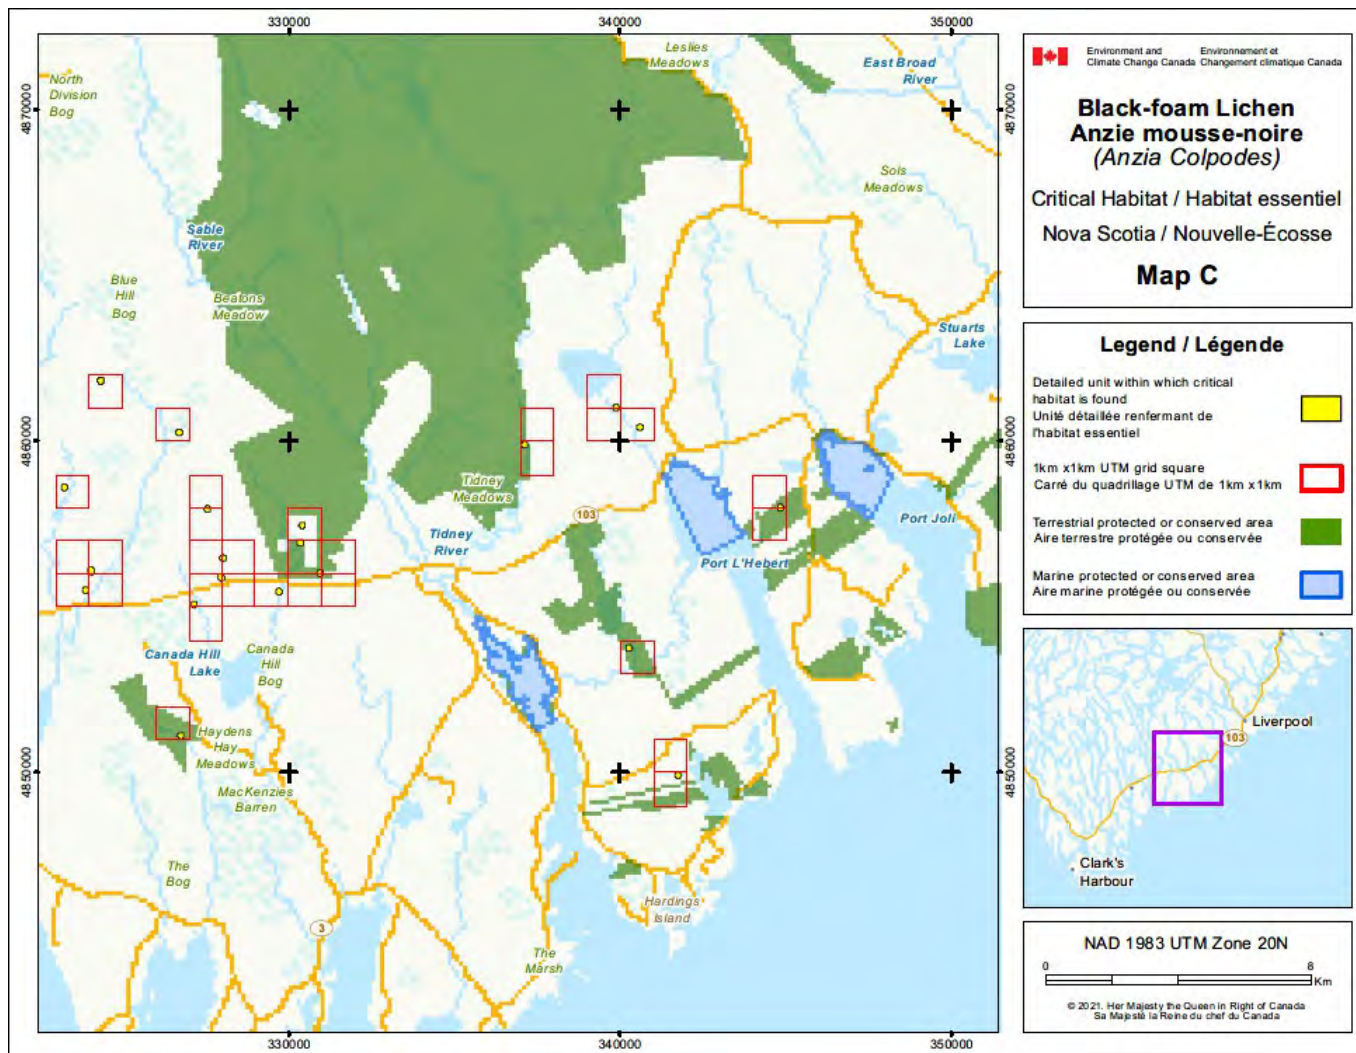 330000
340000
350000
4870000
4860000
4850000
4870000
4860000
4850000
330000
340000
350000
North
Division
Bog
Leslies
Meadows
East Broad
River
Sols
Meadows
Sable
River
Blue
Hill
Bog
Beatons
Meadow
Stuarts
Lake
Tidney
Meadows
103
Tidney
River
Port L'Hebert
Port Joli
Canada Hill
Lake
Canada
Hill
Bog
Haydens
Hay
Meadows
MacKenzies
Barren
The
Bog
3
Hardings
Island
The
Marsh
Environment and
Climate Change Canada
Environnement et
Changement climatique Canada
Black-foam Lichen
Anzie mousse-noire
(Anzia Colpodes)
Critical Habitat / Habitat essentiel
Nova Scotia / Nouvelle-Écosse
Map C
Legend / Légende
Detailed unit within which critical
habitat is found
Unité détaillée renfermant de
l'habitat essentiel
1km x1km UTM grid square
Carré du quadrillage UTM de 1km x1km
Terrestrial protected or conserved area
Aire terrestre protégée ou conservée
Marine protected or conserved area
Aire marine protégée ou conservée
Liverpool
103
Clark's
Harbour
NAD 1983 UTM Zone 20N
0 8
Km
© 2021. Her Majesty the Queen in Right of Canada
Sa Majesté la Reine du chef du Canada